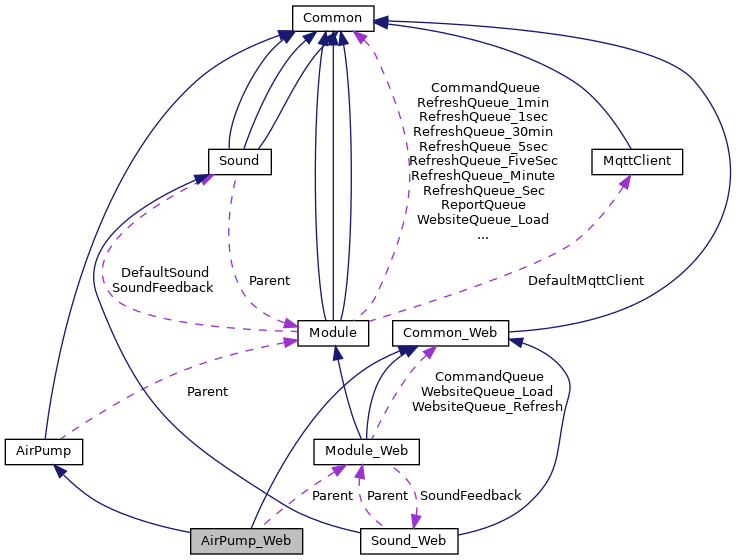 Common
CommandQueue
RefreshQueue_1min
RefreshQueue_1sec
RefreshQueue_30min
RefreshQueue_5sec
RefreshQueue_FiveSec
RefreshQueue_Minute
RefreshQueue_Sec
ReportQueue
WebsiteQueue_Load
...
Sound
MqttClient
DefaultSound
SoundFeedback
Parent
DefaultMqttClient
Module
Common_Web
Parent
CommandQueue
WebsiteQueue_Load
WebsiteQueue_Refresh
AirPump
Module_Web
Parent
Parent
SoundFeedback
AirPump_Web
Sound_Web